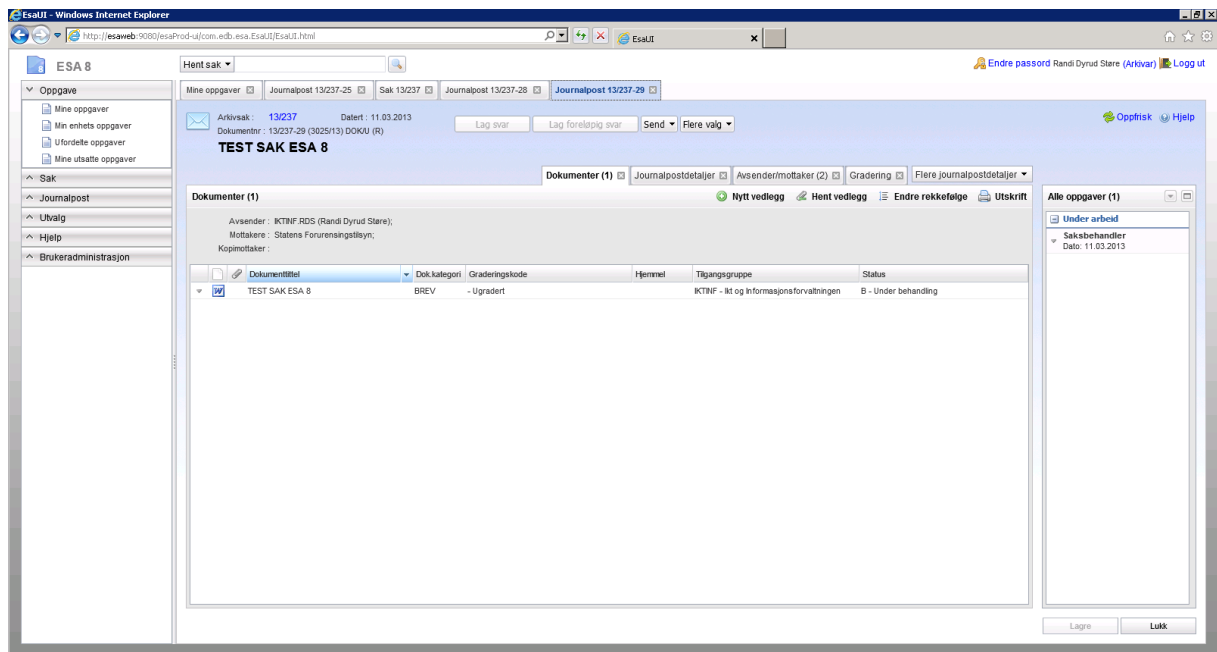 EsaUI - Windows Internet Explorer
http://esaweb:9080/esaProd-ui/com.edb.esa.EsaUI/EsaUI.html
EsaUI
ESA 8
Hent sak
Endre passord Randi Dyrud Støre (Arkivar) Logg ut
Oppgave
Mine oppgaver
Min enhets oppgaver
Ufordelte oppgaver
Mine utsatte oppgaver
Sak
Journalpost
Utvalg
Hjelp
Brukeradministrasjon
Mine oppgaver Journalpost 13/237-25 Sak 13/237 Journalpost 13/237-28 Journalpost 13/237-29
Arkivsak : 13/237 Datert : 11.03.2013
Dokumentnr : 13/237-29 (3025/13) DOK/U (R)
TEST SAK ESA 8
Lag svar Lag foreløpig svar Send Flere valg
Oppfrisk Hjelp
Dokumenter (1) Journalpostdetaljer Avsender/mottaker (2) Gradering Flere journalpostdetaljer
Dokumenter (1) Nytt vedlegg Hent vedlegg Endre rekkefølge Utskrift
Avsender : IKTINF.RDS (Randi Dyrud Støre);
Mottakere : Statens Forurensingstilsyn;
Kopimottaker :
Dokumenttittel Dok.kategori Graderingskode Hjemmel Tilgangsgruppe Status
TEST SAK ESA 8 BREV - Ugradert IKTINF - Ikt og Informasjonsforvaltningen B - Under behandling
Alle oppgaver (1)
Under arbeid
Saksbehandler
Dato: 11.03.2013
Lagre Lukk